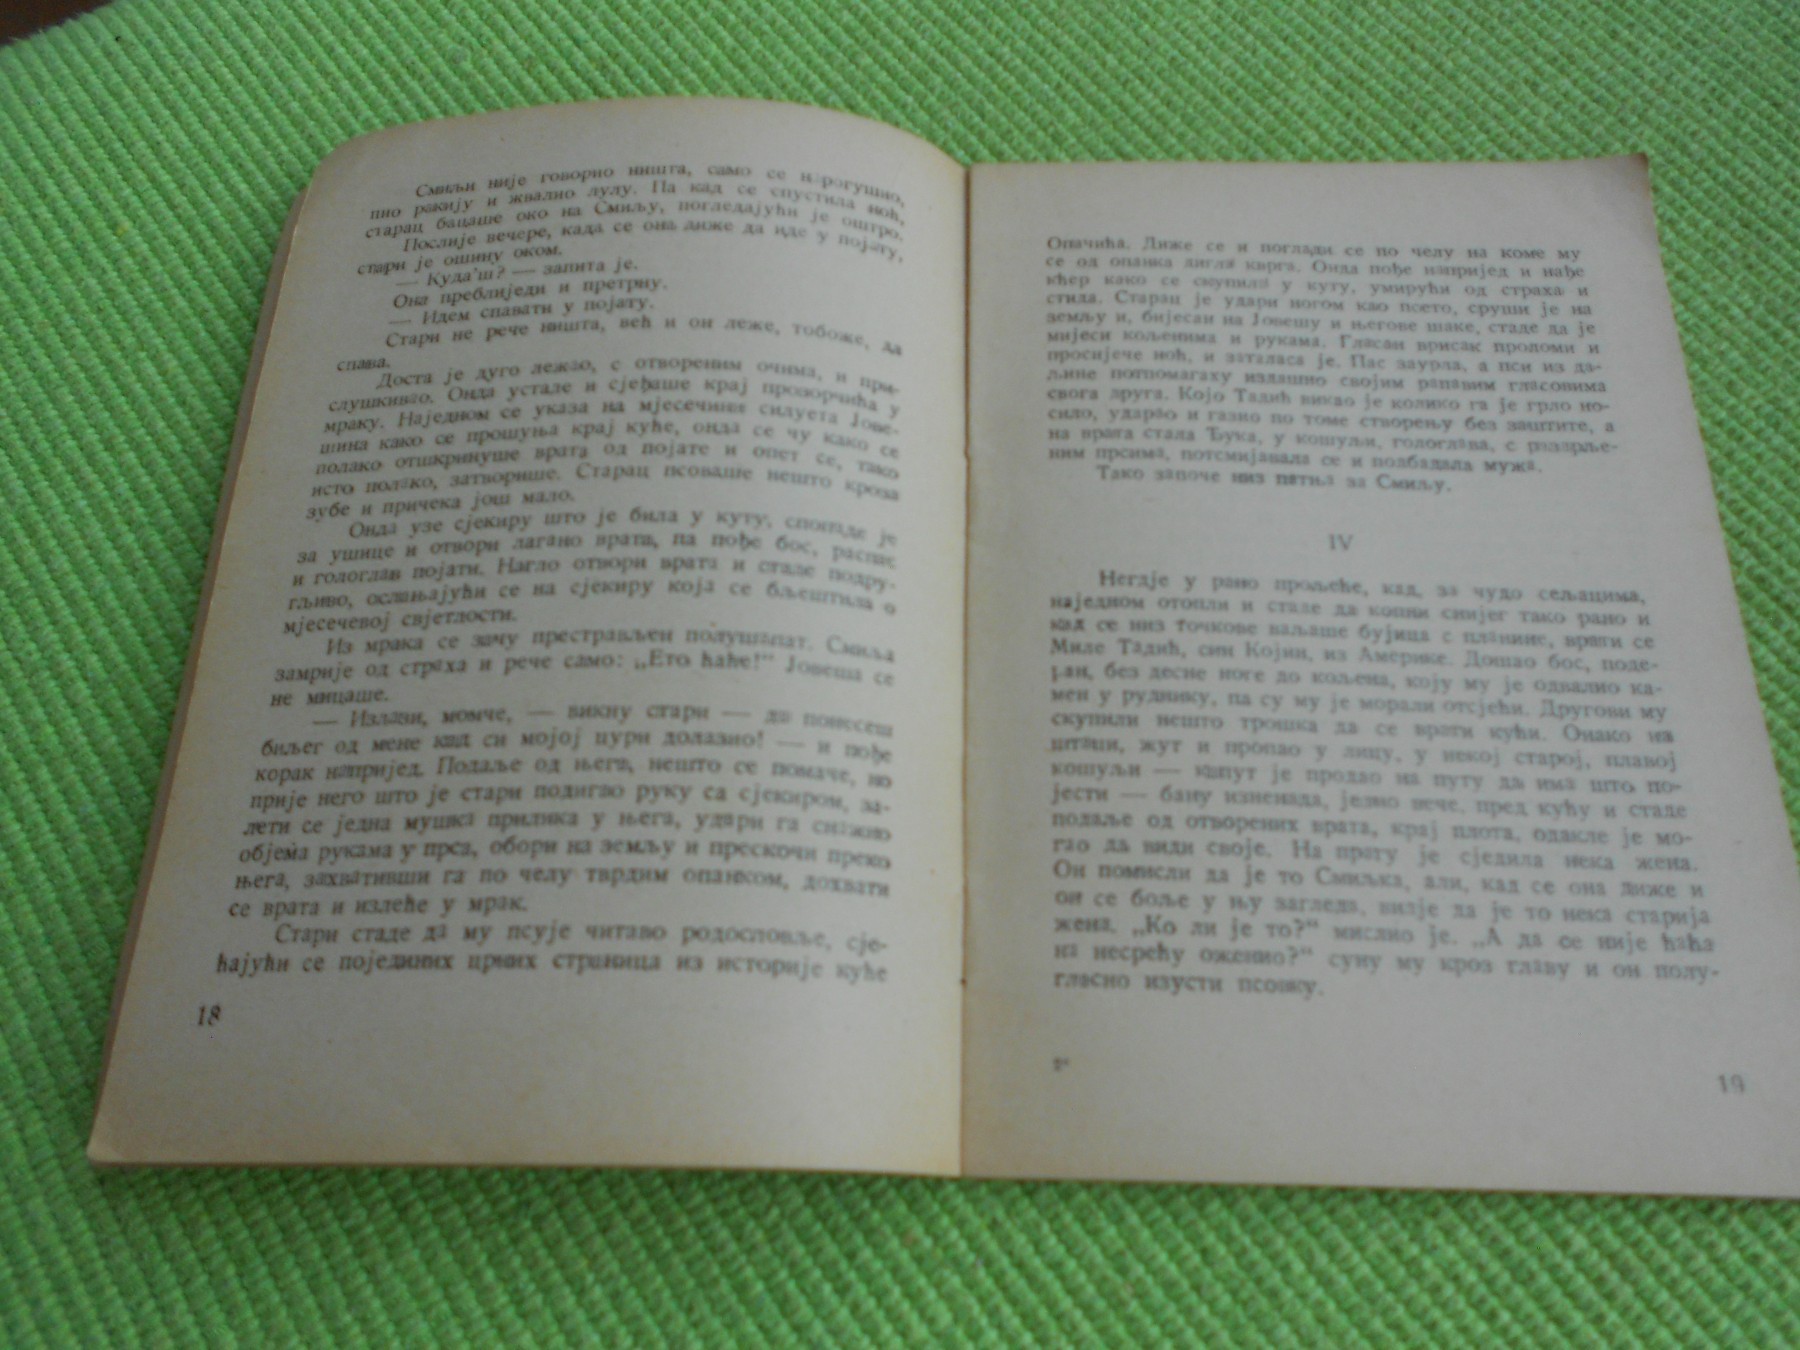 Смиљи није говорио ништа, само се нарогушио,
пио ракију и жвалио лулу. Па кад се спустила ноћ,
старац бацаше око на Смиљу, погледајући је оштро.
Послије вечере, када се она диже да иде у појату,
стари је ошину оком.
— Куда'ш? — запита је.
Она преблиједи и претрну.
— Идем спавати у појату.
Стари не рече ништа, већ и он леже, тобоже, да
спава.
Доста је дуго лежао, с отвореним очима, и при-
слушкивао. Онда устаде и сјеђаше крај прозорчића у
мраку. Наједном се указа на мјесечини силуета Јове-
шина како се прошуња крај куће, онда се чу како се
полако отшкринуше врата од појате и опет се, тако
исто полако, затворише. Старац псоваше нешто кроза
зубе и причека још мало.
Онда узе сјекиру што је била у куту, спопаде је
за ушице и отвори лагано врата, па пође бос, распас
и гологлав појати. Нагло отвори врата и стаде подру-
гљиво, ослањајући се на сјекиру која се бљештила о
мјесечевој свјетлости.
Из мрака се зачу престрављен полушапат. Смиља
замрије од страха и рече само: „Ето ћаће!“ Јовеша се
не мицаше.
— Излази, момче, — викну стари — да понесеш
биљег од мене кад си мојој цури долазио! — и пође
корак напријед. Подаље од њега, нешто се помаче, но
прије него што је стари подигао руку са сјекиром, за-
лети се једна мушка прилика у њега, удари га снажно
објема рукама у прса, обори на земљу и прескочи преко
њега, захвативши га по челу тврдим опанком, дохвати
се врата и излеће у мрак.
Стари стаде да му псује читаво родословље, сје-
ћајући се појединих црних страница из историје куће
18
Опачића. Диже се и поглади се по челу на коме му
се од опанка дигла кврга. Онда пође напријед и нађе
кћер како се скупила у куту, умирући од страха и
стида. Старац је удари ногом као псето, сруши је на
земљу и, бијесан на Јовешу и његове шаке, стаде да је
мијеси кољенима и рукама. Гласан врисак проломи и
просијече ноћ, и заталаса је. Пас заурла, а пси из да-
љине потпомагаху излашно својим рапавим гласовима
свога друга. Којо Тадић викао је колико га је грло но-
сило, ударао и газио по томе створењу без заштите, а
на врата стала Ђука, у кошуљи, гологлава, с раздрље-
ним прсима, потсмијавала се и подбадала мужа.
Тако започе низ патња за Смиљу.
IV
Негдје у рано прољеће, кад, за чудо сељацима,
наједном отопли и стаде да копни снијег тако рано и
кад се низ точкове ваљаше бујица с планине, врати се
Миле Тадић, син Којин, из Америке. Дошао бос, поде-
ран, без десне ноге до кољена, коју му је одвалио ка-
мен у руднику, па су му је морали отсјећи. Другови му
скупили нешто трошка да се врати кући. Онако на
штаци, жут и пропао у лицу, у некој старој, плавој
кошуљи — капут је продао на путу да има што по-
јести — бану изненада, једно вече, пред кућу и стаде
подаље од отворених врата, крај плота, одакле је мо-
гао да види своје. На прагу је сједила нека жена.
Он помисли да је то Смиљка, али, кад се она диже и
он се боље у њу загледа, видје да је то нека старија
жена. „Ко ли је то?“ мислио је. „А да се није ћаћа
на несрећу оженио?“ суну му кроз главу и он полу-
гласно изусти псовку.
2*
19